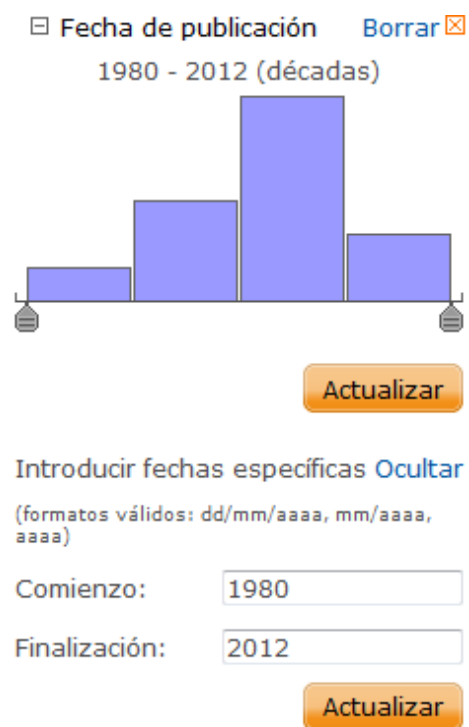 Fecha de publicación Borrar
1980 - 2012 (décadas)
Actualizar
Introducir fechas específicas Ocultar
(formatos válidos: dd/mm/aaaa, mm/aaaa,
aaaa)
Comienzo: 1980
Finalización: 2012
Actualizar